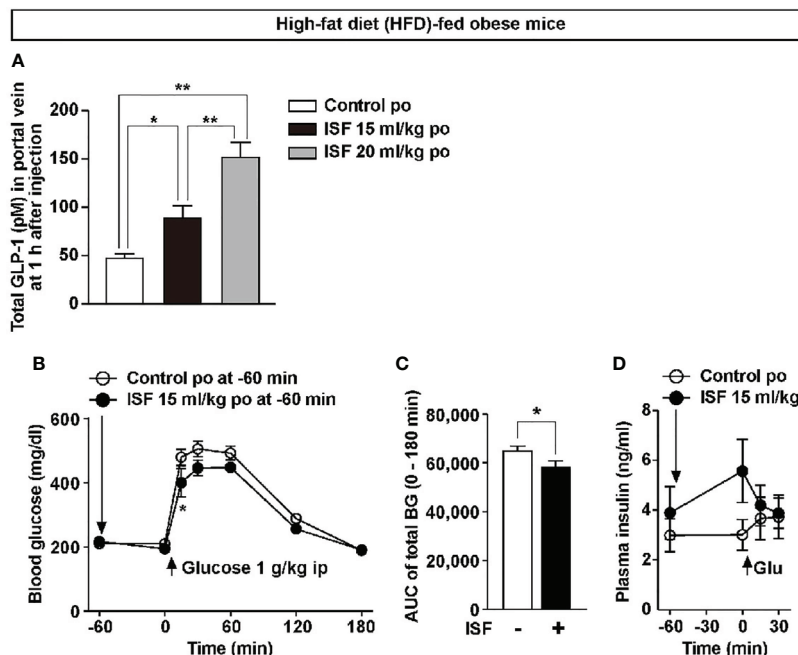 High-fat diet (HFD)-fed obese mice
A
Total GLP-1 (pM) in portal vein
at 1 h after injection
200
150
100
50
0
*
**
**
Control po
ISF 15 ml/kg po
ISF 20 ml/kg po
B
Control po at -60 min
ISF 15 ml/kg po at -60 min
Blood glucose (mg/dl)
600
400
200
0
*
Glucose 1 g/kg ip
-60 0 60 120 180
Time (min)
C
AUC of total BG (0 - 180 min)
80,000
60,000
40,000
20,000
0
*
ISF - +
D
Control po
ISF 15 ml/kg
Plasma insulin (ng/ml)
8
6
4
2
0
Glu
-60 -30 0 30
Time (min)